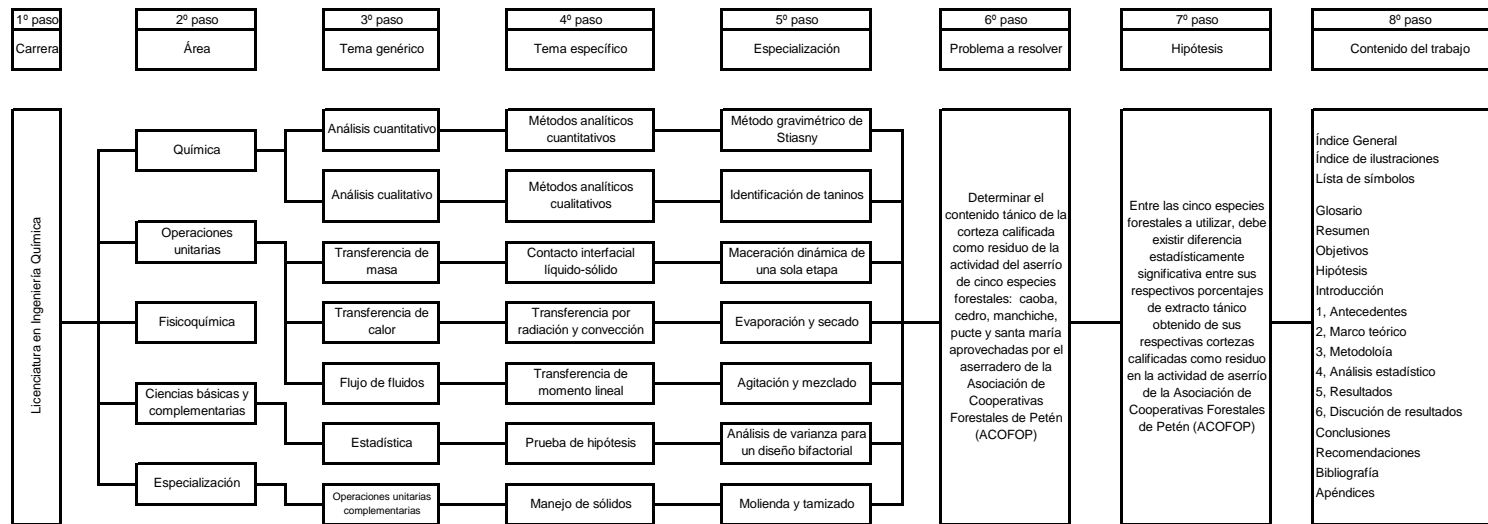 1º paso
Carrera
2º paso
Área
3º paso
Tema genérico
4º paso
Tema específico
5º paso
Especialización
6º paso
Problema a resolver
7º paso
Hipótesis
8º paso
Contenido del trabajo
Licenciatura en Ingeniería Química
Química
Operaciones
unitarias
Fisicoquímica
Ciencias básicas y
complementarias
Especialización
Análisis cuantitativo
Análisis cualitativo
Transferencia de
masa
Transferencia de
calor
Flujo de fluidos
Estadística
Operaciones unitarias
complementarias
Métodos analíticos
cuantitativos
Métodos analíticos
cualitativos
Contacto interfacial
líquido-sólido
Transferencia por
radiación y convección
Transferencia de
momento lineal
Prueba de hipótesis
Manejo de sólidos
Método gravimétrico de
Stiasny
Identificación de taninos
Maceración dinámica de
una sola etapa
Evaporación y secado
Agitación y mezclado
Análisis de varianza para
un diseño bifactorial
Molienda y tamizado
Determinar el
contenido tánico de la
corteza calificada
como residuo de la
actividad del aserrío
de cinco especies
forestales: caoba,
cedro, manchiche,
pucte y santa maría
aprovechadas por el
aserradero de la
Asociación de
Cooperativas
Forestales de Petén
(ACOFOP)
Entre las cinco especies
forestales a utilizar, debe
existir diferencia
estadísticamente
significativa entre sus
respectivos porcentajes
de extracto tánico
obtenido de sus
respectivas cortezas
calificadas como residuo
en la actividad de aserrío
de la Asociación de
Cooperativas Forestales
de Petén (ACOFOP)
Índice General
Índice de ilustraciones
Lísta de símbolos
Glosario
Resumen
Objetivos
Hipótesis
Introducción
1, Antecedentes
2, Marco teórico
3, Metodoloía
4, Análisis estadístico
5, Resultados
6, Discución de resultados
Conclusiones
Recomendaciones
Bibliografía
Apéndices